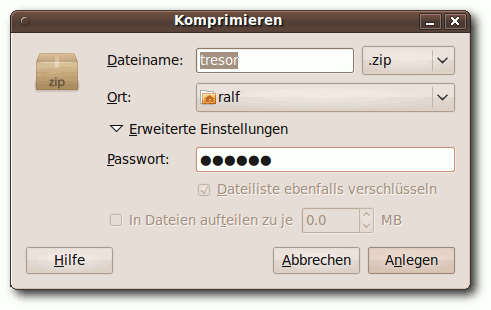 Komprimieren
zip
Dateiname: tresor .zip
Ort: ralf
Erweiterte Einstellungen
Passwort: ●●●●●●
Dateiliste ebenfalls verschlüsseln
In Dateien aufteilen zu je 0.0 MB
Hilfe Abbrechen Anlegen